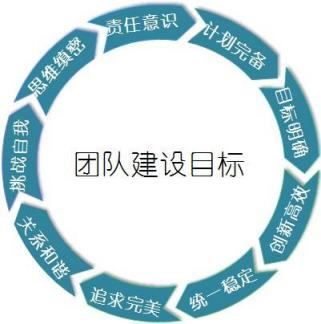 责任意识
计划完备
目标明确
创新高效
统一稳定
追求完美
关系和谐
挑战自我
思维缜密
团队建设目标